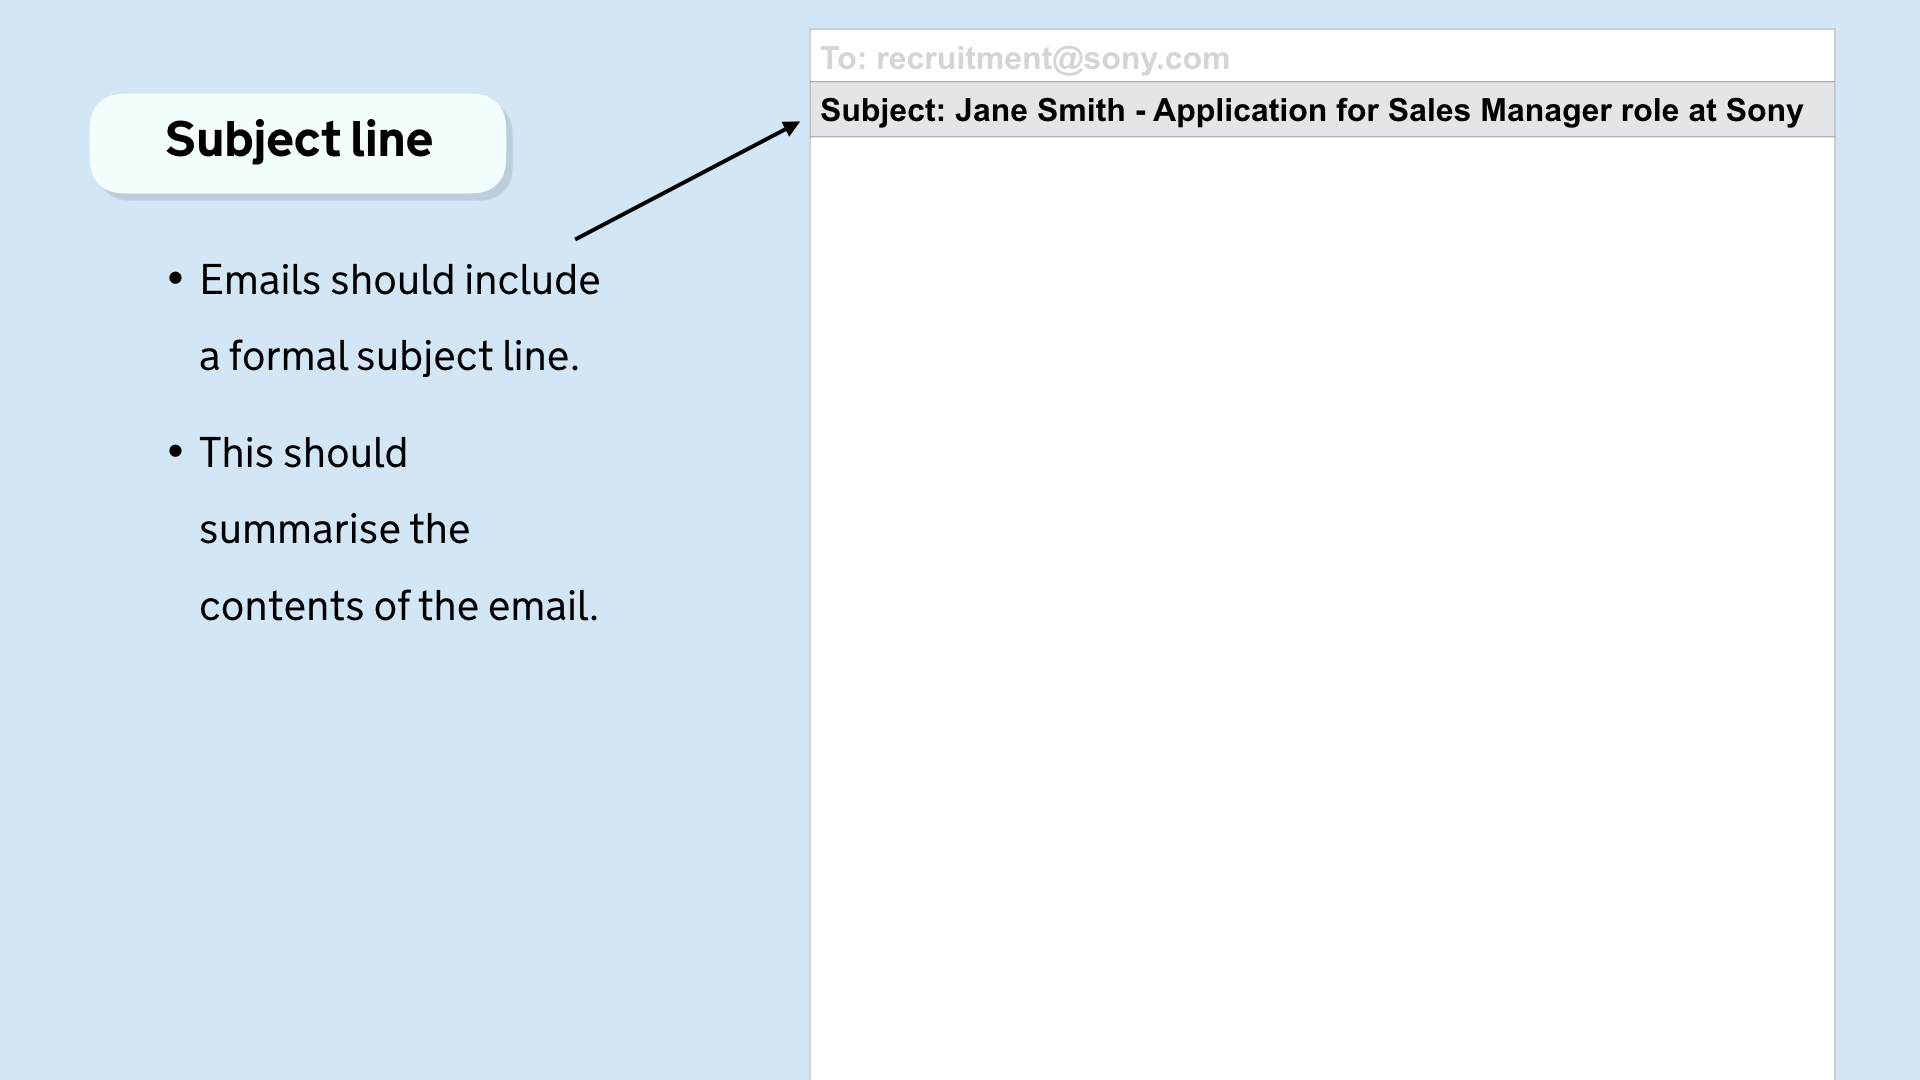 Subject line
• Emails should include
a formal subject line.
• This should
summarise the
contents of the email.
To: recruitment@sony.com
Subject: Jane Smith - Application for Sales Manager role at Sony